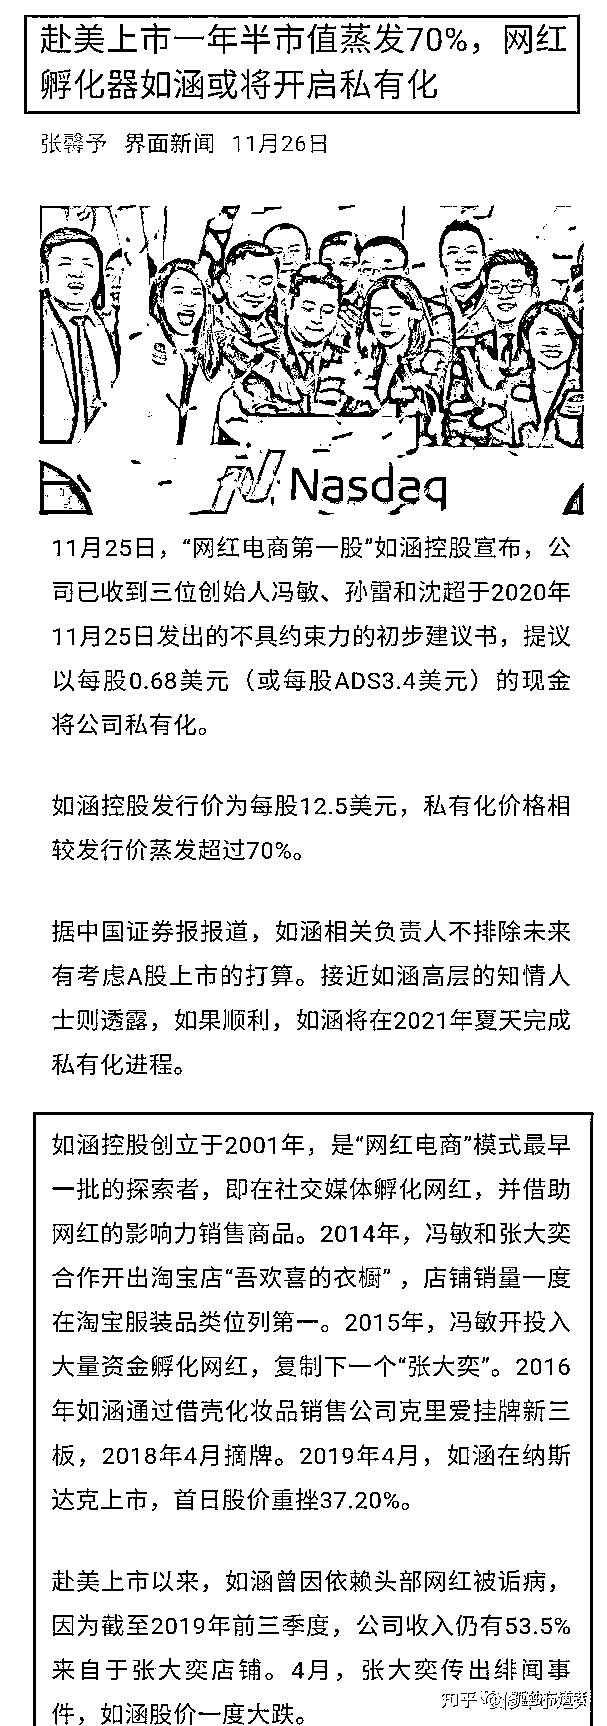 赴美上市一年半市值蒸发70%，网红
孵化器如涵或将开启私有化
张馨予 界面新闻 11月26日
Nasdaq
11月25日，“网红电商第一股”如涵控股宣布，公
司已收到三位创始人冯敏、孙雷和沈超于2020年
11月25日发出的不具约束力的初步建议书，提议
以每股0.68美元（或每股ADS3.4美元）的现金
将公司私有化。
如涵控股发行价为每股12.5美元，私有化价格相
较发行价蒸发超过70%。
据中国证券报报道，如涵相关负责人不排除未来
有考虑A股上市的打算。接近如涵高层的知情人
士则透露，如果顺利，如涵将在2021年夏天完成
私有化进程。
如涵控股创立于2001年，是“网红电商”模式最早
一批的探索者，即在社交媒体孵化网红，并借助
网红的影响力销售商品。2014年，冯敏和张大奕
合作开出淘宝店“吾欢喜的衣橱”，店铺销量一度
在淘宝服装品类位列第一。2015年，冯敏开投入
大量资金孵化网红，复制下一个“张大奕”。2016
年如涵通过借壳化妆品销售公司克里爱挂牌新三
板，2018年4月摘牌。2019年4月，如涵在纳斯
达克上市，首日股价重挫37.20%。
赴美上市以来，如涵曾因依赖头部网红被诟病，
因为截至2019年前三季度，公司收入仍有53.5%
来自于张大奕店铺。4月，张大奕传出绯闻事
件，如涵股价一度大跌。
知乎